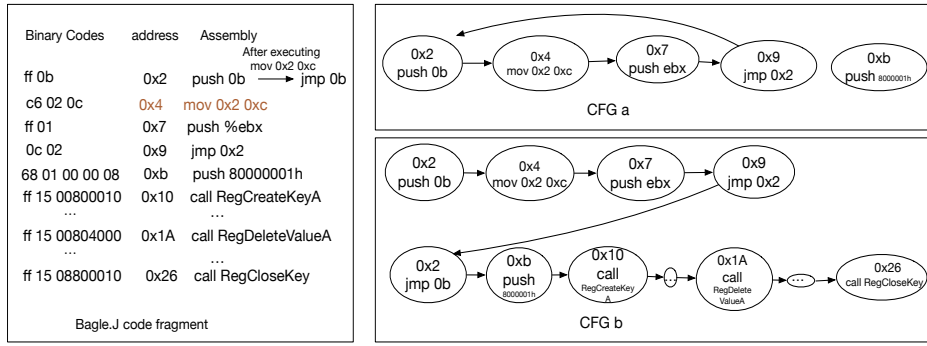 Binary Codes address Assembly
After executing
mov 0x2 0xc
ff 0b 0x2 push 0b jmp 0b
c6 02 0c 0x4 mov 0x2 0xc
ff 01 0x7 push %ebx
0c 02 0x9 jmp 0x2
68 01 00 00 08 0xb push 80000001h
ff 15 00800010 0x10 call RegCreateKeyA
... ...
ff 15 00804000 0x1A call RegDeleteValueA
... ...
ff 15 08800010 0x26 call RegCloseKey
Bagle.J code fragment
0x2
push 0b
0x4
mov 0x2 0xc
0x7
push ebx
0x9
jmp 0x2
0xb
push 8000001h
CFG a
0x2
push 0b
0x4
mov 0x2 0xc
0x7
push ebx
0x9
jmp 0x2
0x2
jmp 0b
0xb
push
8000001h
0x10
call
RegCreateKey
A
...
0x1A
call
RegDelete
ValueA
...
0x26
call RegCloseKey
CFG b